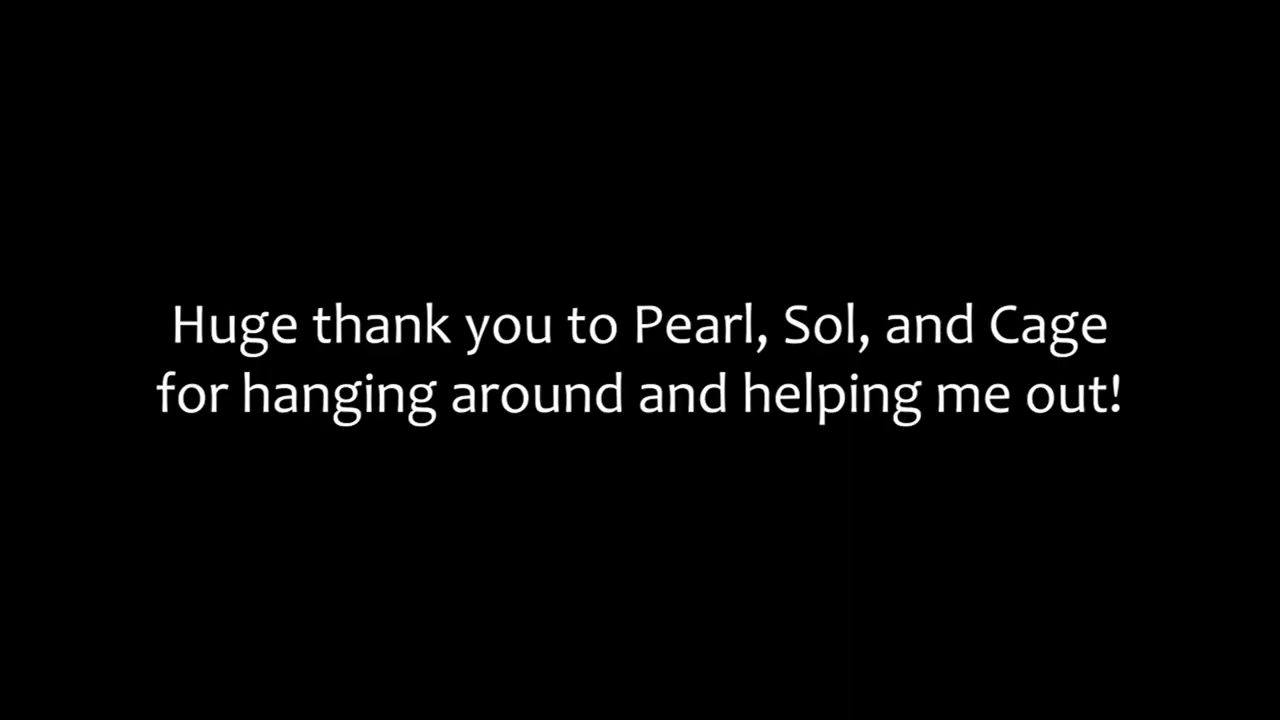 Huge thank you to Pearl, Sol, and Cage
for hanging around and helping me out!